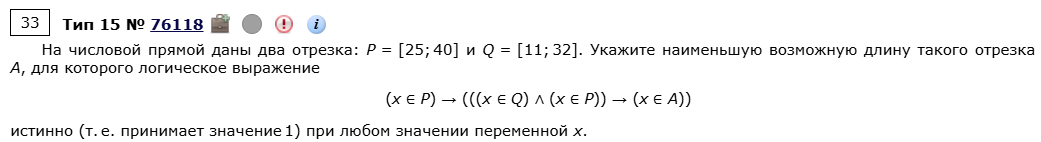 33 Тип 15 № 76118
На числовой прямой даны два отрезка: P = [25; 40] и Q = [11; 32]. Укажите наименьшую возможную длину такого отрезка
A, для которого логическое выражение
(x ∈ P) → (((x ∈ Q) ∧ (x ∈ P)) → (x ∈ A))
истинно (т. е. принимает значение 1) при любом значении переменной x.